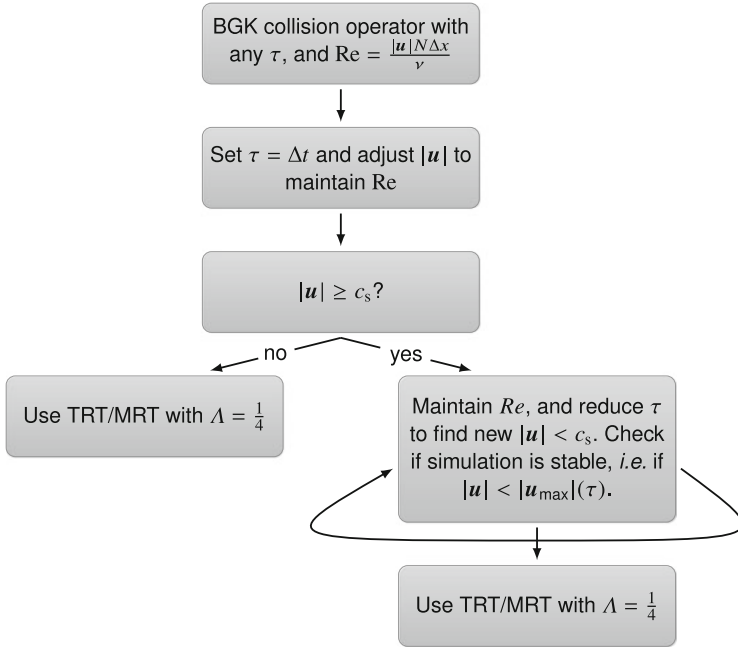 BGK collision operator with
any τ, and Re = |u|NΔx/ν
Set τ = Δt and adjust |u| to
maintain Re
|u| ≥ cs?
no
yes
Use TRT/MRT with Λ = 1/4
Maintain Re, and reduce τ
to find new |u| < cs. Check
if simulation is stable, i.e. if
|u| < |umax|(τ).
Use TRT/MRT with Λ = 1/4